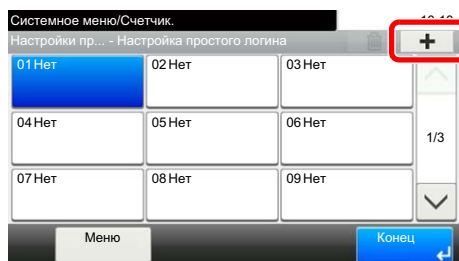 Системное меню/Счетчик.
Настройки пр... - Настройка простого логина
01 Нет
02 Нет
03 Нет
04 Нет
05 Нет
06 Нет
1/3
07 Нет
08 Нет
09 Нет
Меню
Конец